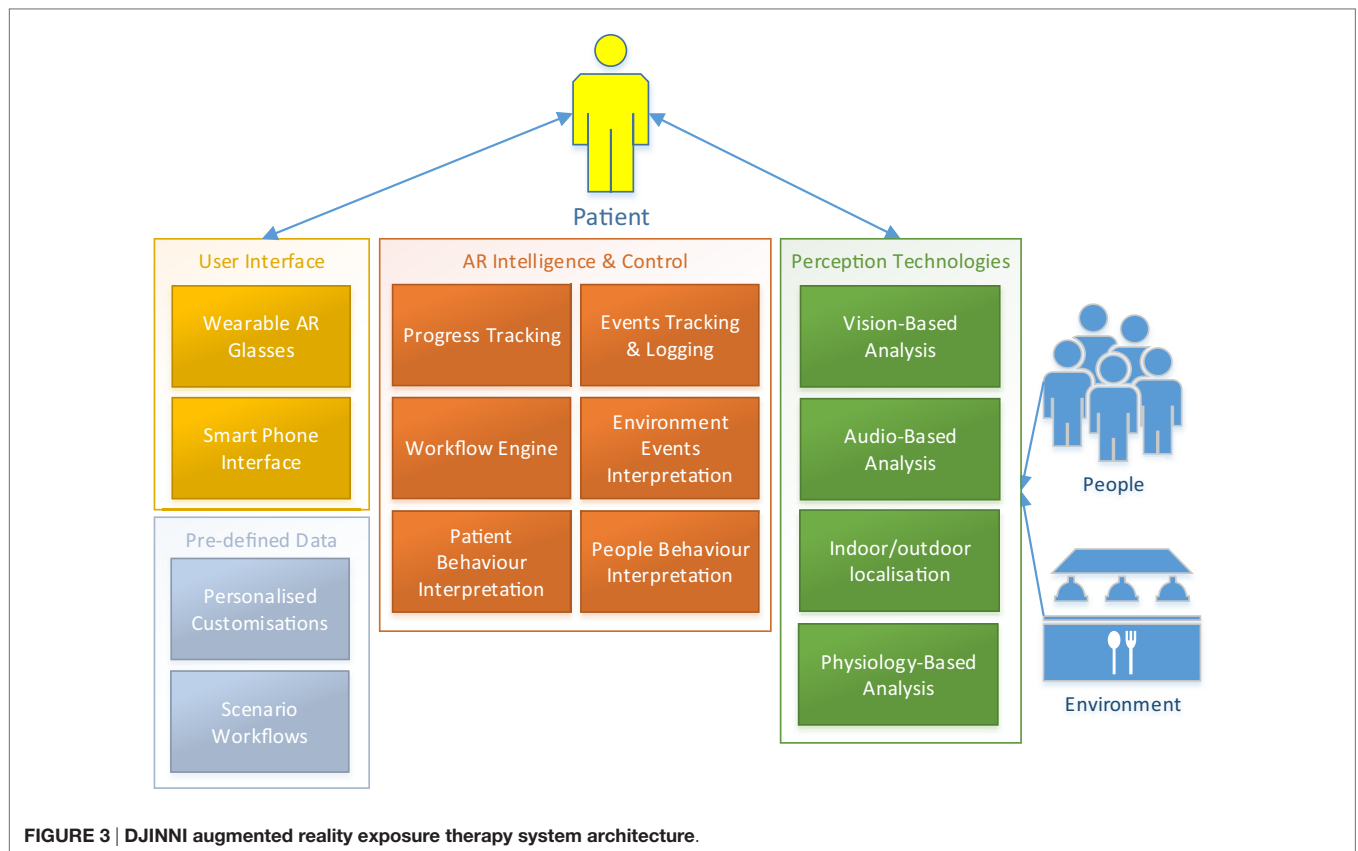 Patient
User Interface
Wearable AR
Glasses
Smart Phone
Interface
Pre-defined Data
Personalised
Customisations
Scenario
Workflows
AR Intelligence & Control
Progress Tracking
Events Tracking
& Logging
Workflow Engine
Environment
Events
Interpretation
Patient
Behaviour
Interpretation
People Behaviour
Interpretation
Perception Technologies
Vision-Based
Analysis
Audio-Based
Analysis
Indoor/outdoor
localisation
Physiology-Based
Analysis
People
Environment
FIGURE 3 | DJINNI augmented reality exposure therapy system architecture.